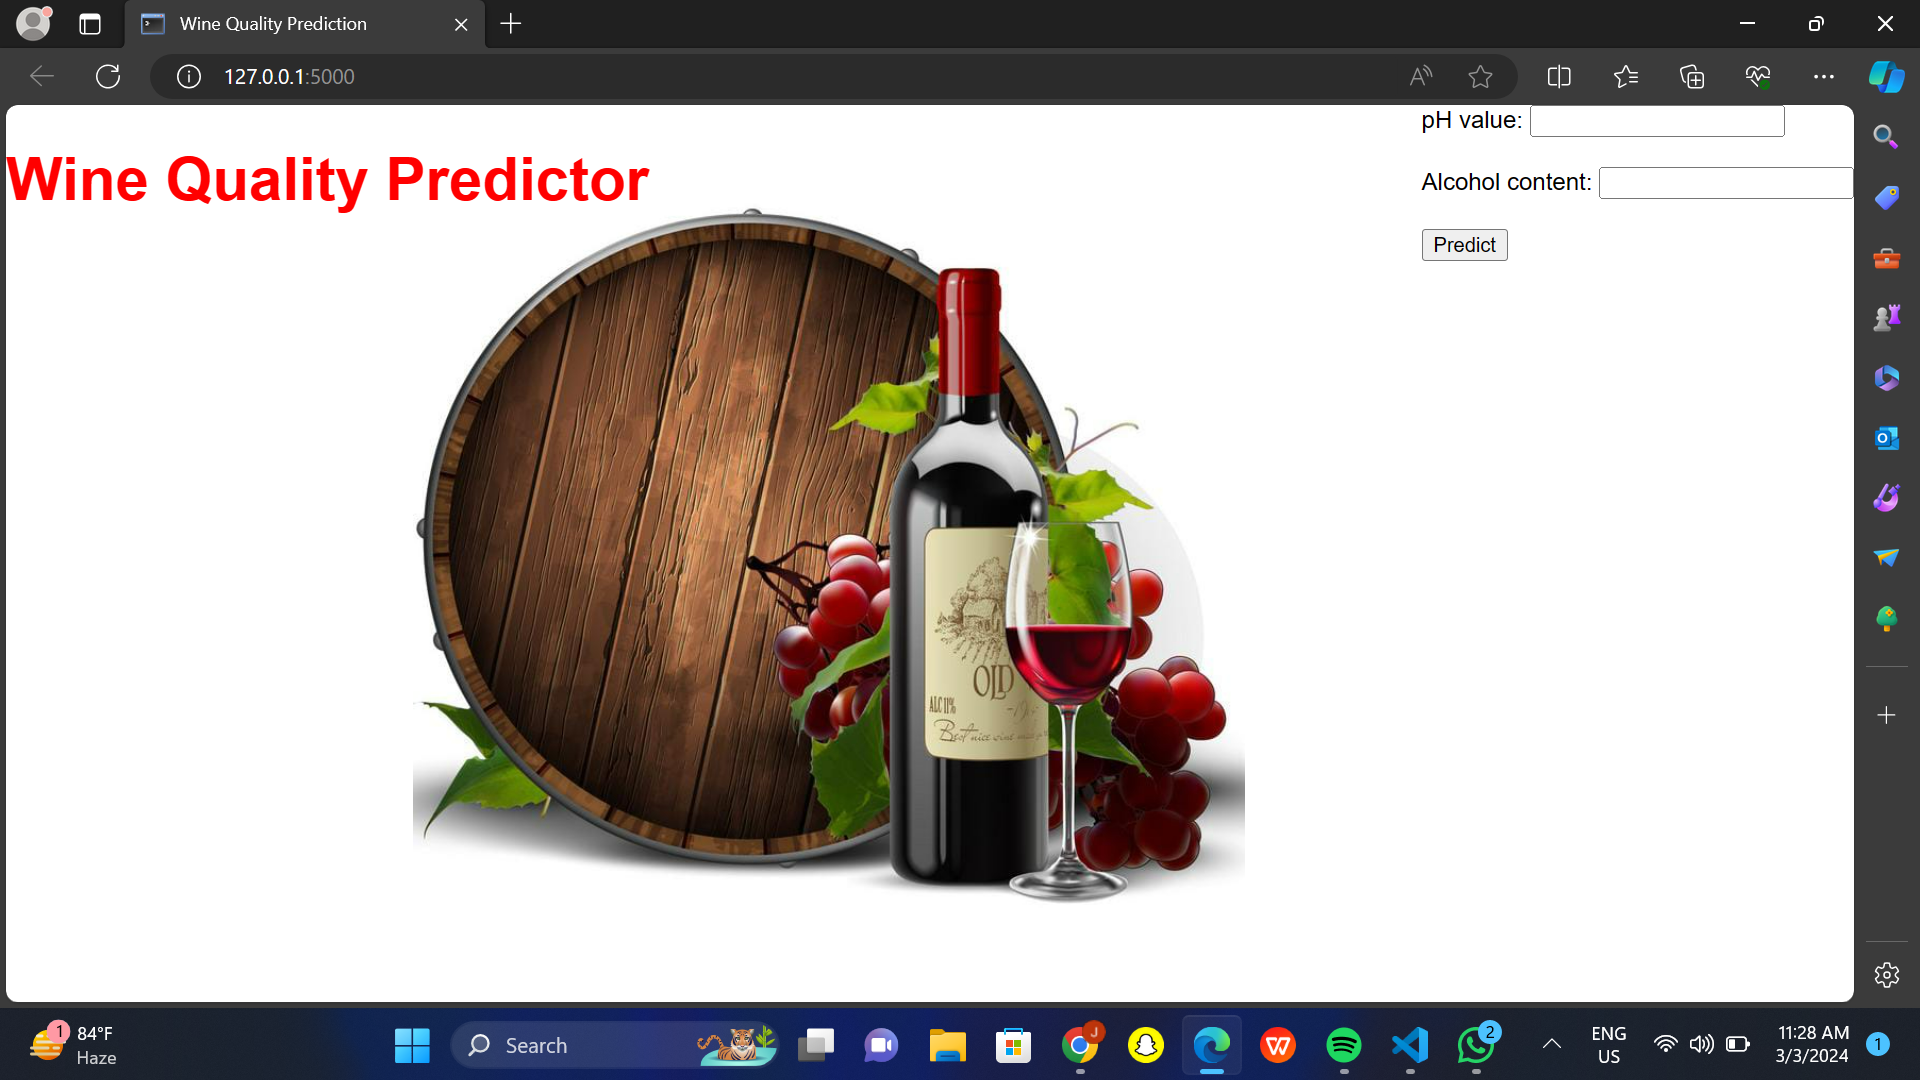 Wine Quality Prediction
127.0.0.1:5000
pH value:
Wine Quality Predictor
Alcohol content:
Predict
OLD
ALC 11%
Best nice wine
1
84°F
Haze
Search
J
2
ENG
US
11:28 AM
3/3/2024
1